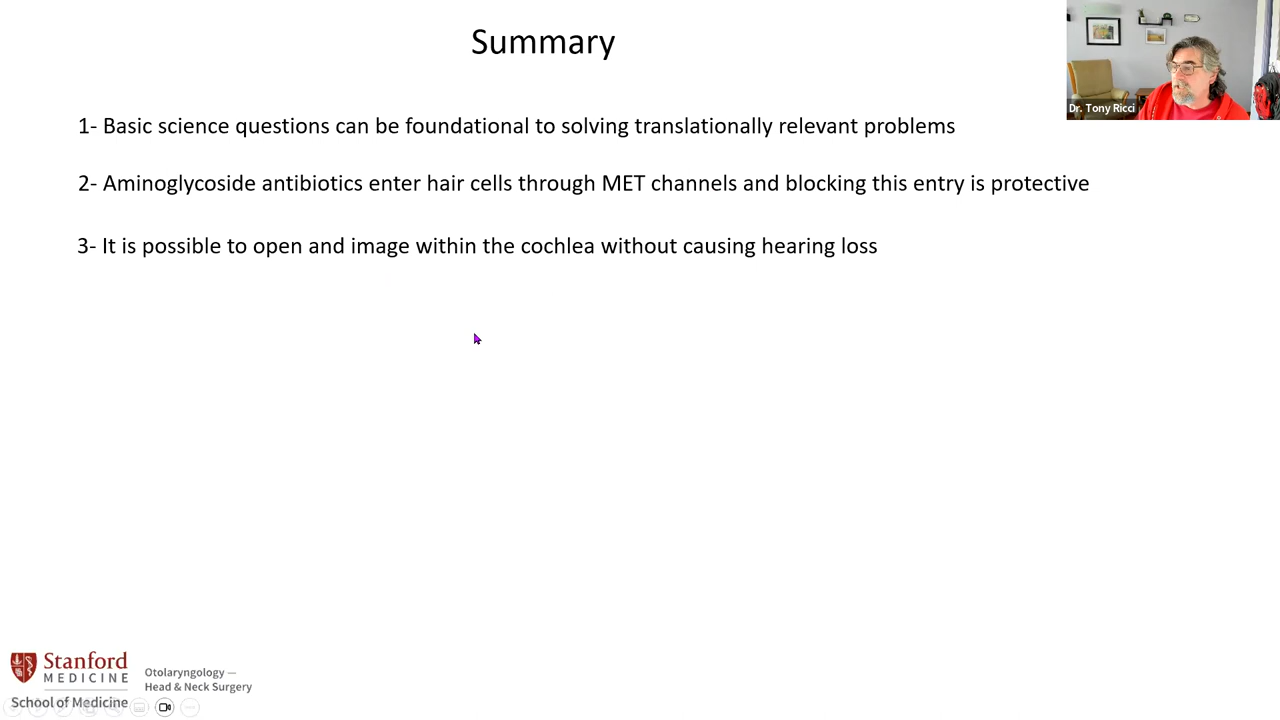 Summary
Dr. Tony Ricci
1- Basic science questions can be foundational to solving translationally relevant problems
2- Aminoglycoside antibiotics enter hair cells through MET channels and blocking this entry is protective
3- It is possible to open and image within the cochlea without causing hearing loss
Stanford
MEDICINE
School of Medicine
Otolaryngology —
Head & Neck Surgery